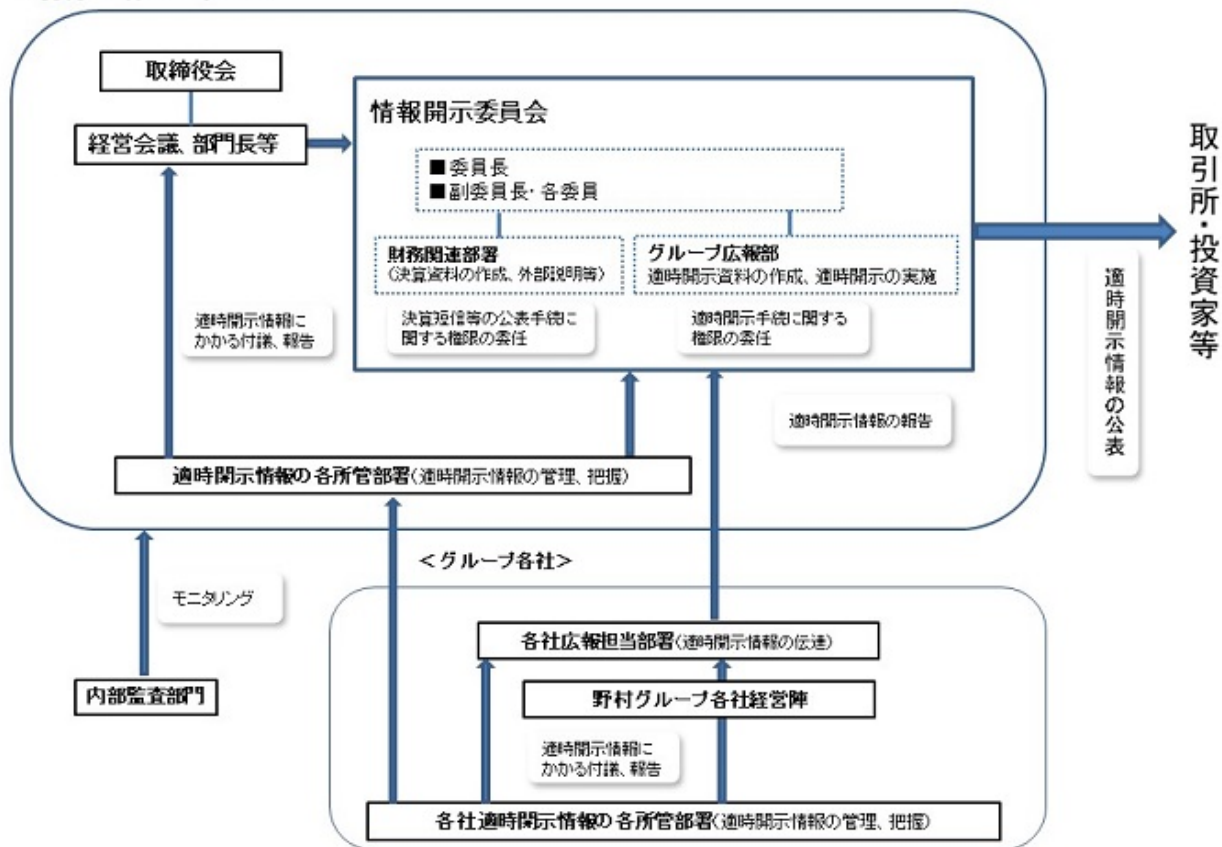 取締役会
経営会議、部門長等
情報開示委員会
■委員長
■副委員長・各委員
財務関連部署
(決算資料の作成、外部説明等)
グループ広報部
適時開示資料の作成、適時開示の実施
決算短信等の公表手続に
関する権限の委任
適時開示手続に関する
権限の委任
適時開示情報に
かかる付議、報告
適時開示情報の報告
適時開示情報の各所管部署(適時開示情報の管理、把握)
取引所・投資家等
適時開示情報の公表
モニタリング
内部監査部門
<グループ各社>
各社広報担当部署(適時開示情報の伝達)
野村グループ各社経営陣
適時開示情報に
かかる付議、報告
各社適時開示情報の各所管部署(適時開示情報の管理、把握)